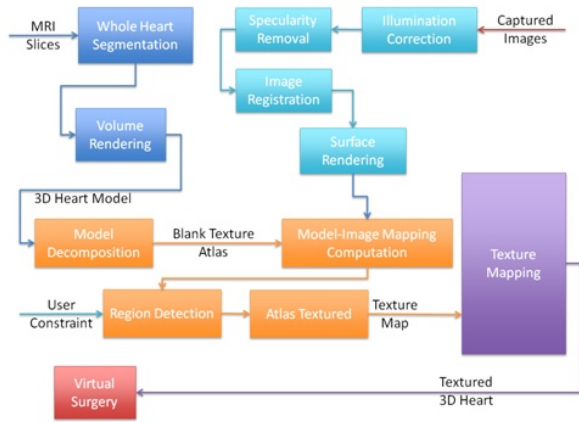 MRI
Slices
Whole Heart
Segmentation
Specularity
Removal
Illumination
Correction
Captured
Images
Image
Registration
Volume
Rendering
Surface
Rendering
3D Heart Model
Model
Decomposition
Blank Texture
Atlas
Model-Image Mapping
Computation
Texture
Mapping
User
Constraint
Region Detection
Atlas Textured
Texture
Map
Virtual
Surgery
Textured
3D Heart